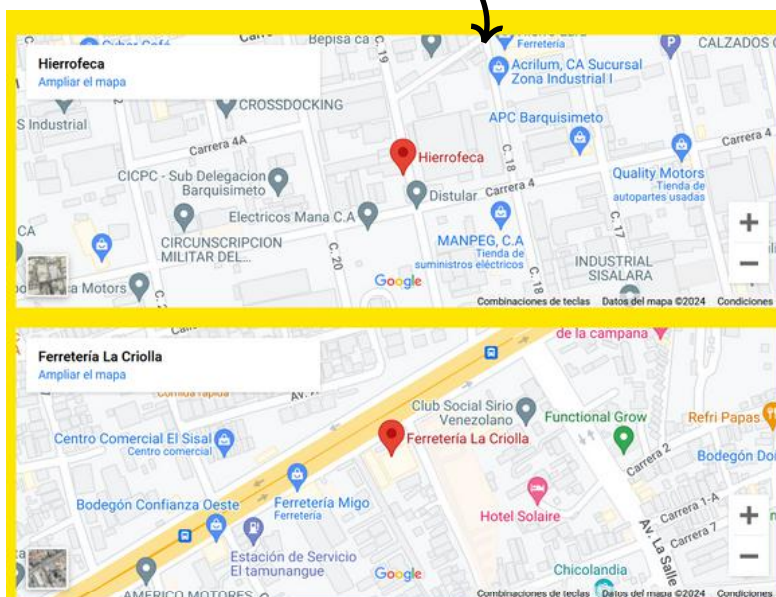 Hierrofeca
Ampliar el mapa
Bepisa ca
C. 19
Ferretería
CALZADOS
Acrilum, CA Sucursal
Zona Industrial I
CROSSDOCKING
S Industrial
APC Barquisimeto
Carrera 4A
Carrera 4
Hierrofeca
C. 18
CICPC - Sub Delegacion
Barquisimeto
Quality Motors
Tienda de
autopartes usadas
Distular
Carrera 4
Electricos Mana C.A
C. 17
CA
CIRCUNSCRIPCION
MILITAR DEL...
C. 20
MANPEG, C.A
Tienda de
suministros eléctricos
INDUSTRIAL
SISALARA
C. 18
a Motors
Google
Combinaciones de teclas Datos del mapa ©2024 Condiciones
de la campana
Ferretería La Criolla
Ampliar el mapa
Comida rápida
Club Social Sirio
Venezolano
Functional Grow
Refri Papas
Centro Comercial El Sisal
Centro comercial
Ferretería La Criolla
Carrera 2
Bodegón
Bodegón Confianza Oeste
Ferretería Migo
Ferretería
Hotel Solaire
Carrera 1-A
Carrera 7
Av. La Salle
Estación de Servicio
El tamunangue
Chicolandia
AMERICO MOTORES
Google
Combinaciones de teclas Datos del mapa ©2024 Condiciones